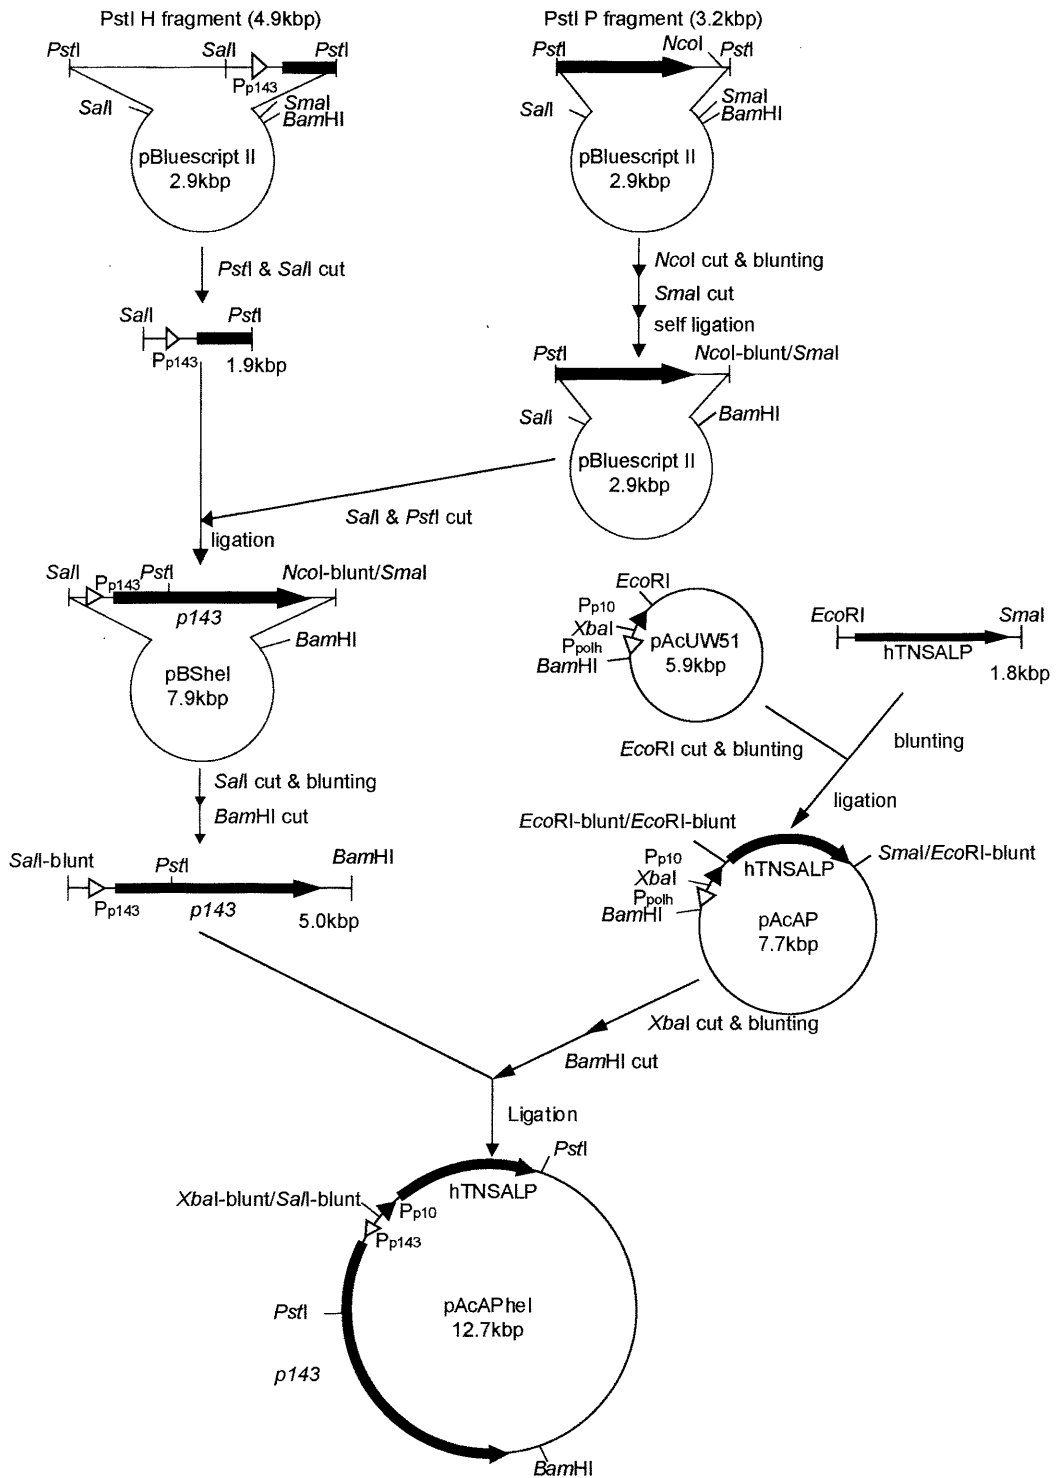 PstI H fragment (4.9kbp)
PstI
SalI
PstI
Pp143
SalI
SmaI
BamHI
pBluescript II
2.9kbp
PstI P fragment (3.2kbp)
PstI
NcoI
PstI
SalI
SmaI
BamHI
pBluescript II
2.9kbp
PstI & SalI cut
SalI
PstI
Pp143
1.9kbp
NcoI cut & blunting
SmaI cut
self ligation
PstI
NcoI-blunt/SmaI
SalI
BamHI
pBluescript II
2.9kbp
SalI & PstI cut
ligation
SalI
Pp143
PstI
NcoI-blunt/SmaI
p143
BamHI
pBSheI
7.9kbp
EcoRI
Pp10
XbaI
Ppolh
BamHI
pAcUW51
5.9kbp
EcoRI
SmaI
hTNSALP
1.8kbp
EcoRI cut & blunting
blunting
ligation
SalI cut & blunting
BamHI cut
SalI-blunt
PstI
BamHI
Pp143
p143
5.0kbp
EcoRI-blunt/EcoRI-blunt
SmaI/EcoRI-blunt
Pp10
XbaI
Ppolh
BamHI
hTNSALP
pAcAP
7.7kbp
XbaI cut & blunting
BamHI cut
Ligation
PstI
hTNSALP
XbaI-blunt/SalI-blunt
Pp10
Pp143
PstI
p143
pAcAPheI
12.7kbp
BamHI